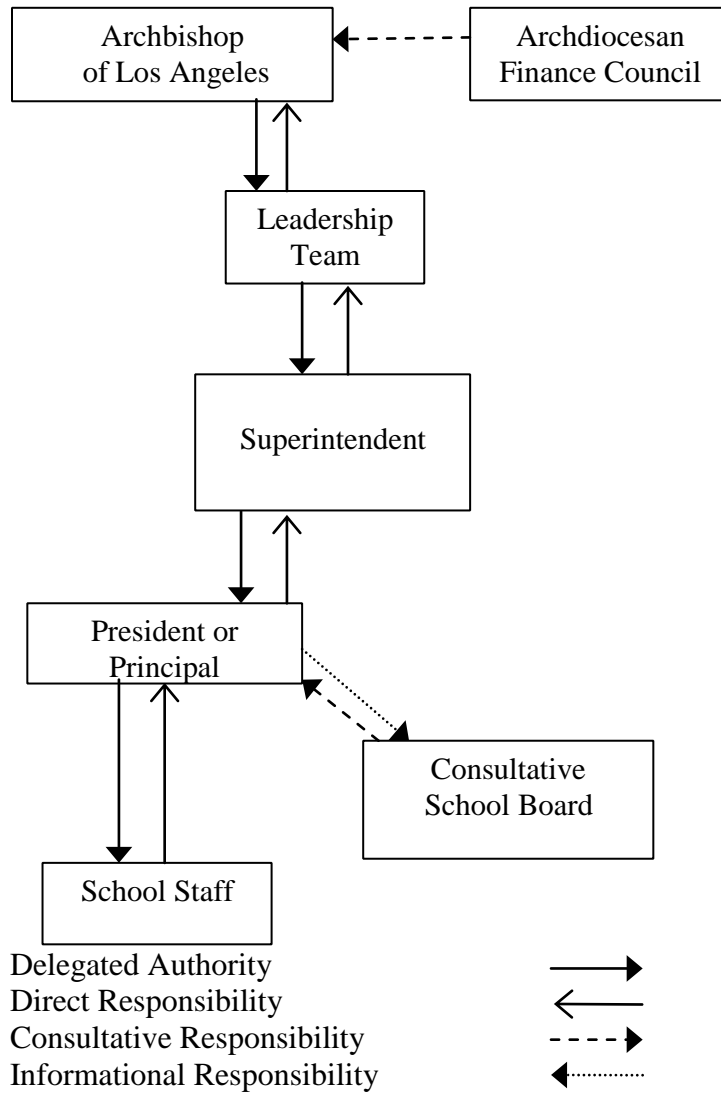 Archbishop
of Los Angeles
Archdiocesan
Finance Council
Leadership
Team
Superintendent
President or
Principal
Consultative
School Board
School Staff
Delegated Authority
Direct Responsibility
Consultative Responsibility
Informational Responsibility